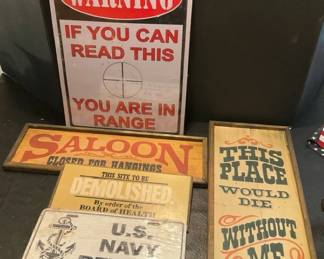 WARNING
IF YOU CAN
READ THIS
YOU ARE IN
RANGE
SALOON
CLOSED FOR HANGINGS
THIS SITE TO BE
DEMOLISHED
By order of the
BOARD of HEALTH
U.S.
NAVY
THIS
PLACE
WOULD
DIE
WITHOUT
ME